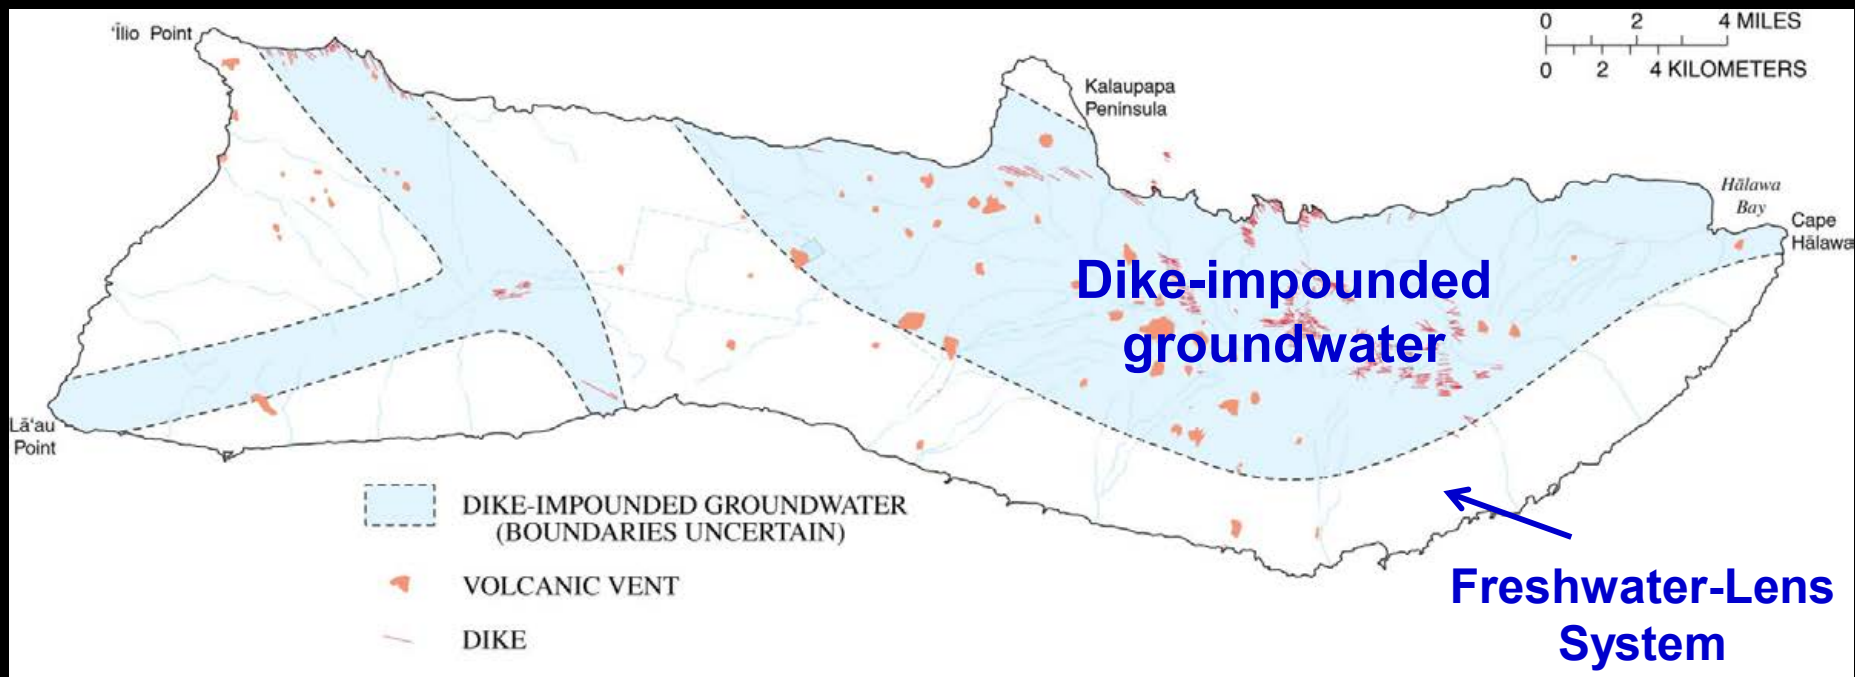 ʻĪlio Point
0 2 4 MILES
0 2 4 KILOMETERS
Kalaupapa
Peninsula
Hālawa
Bay
Cape
Hālawa
Dike-impounded
groundwater
Lāʻau
Point
DIKE-IMPOUNDED GROUNDWATER
(BOUNDARIES UNCERTAIN)
VOLCANIC VENT
DIKE
Freshwater-Lens
System